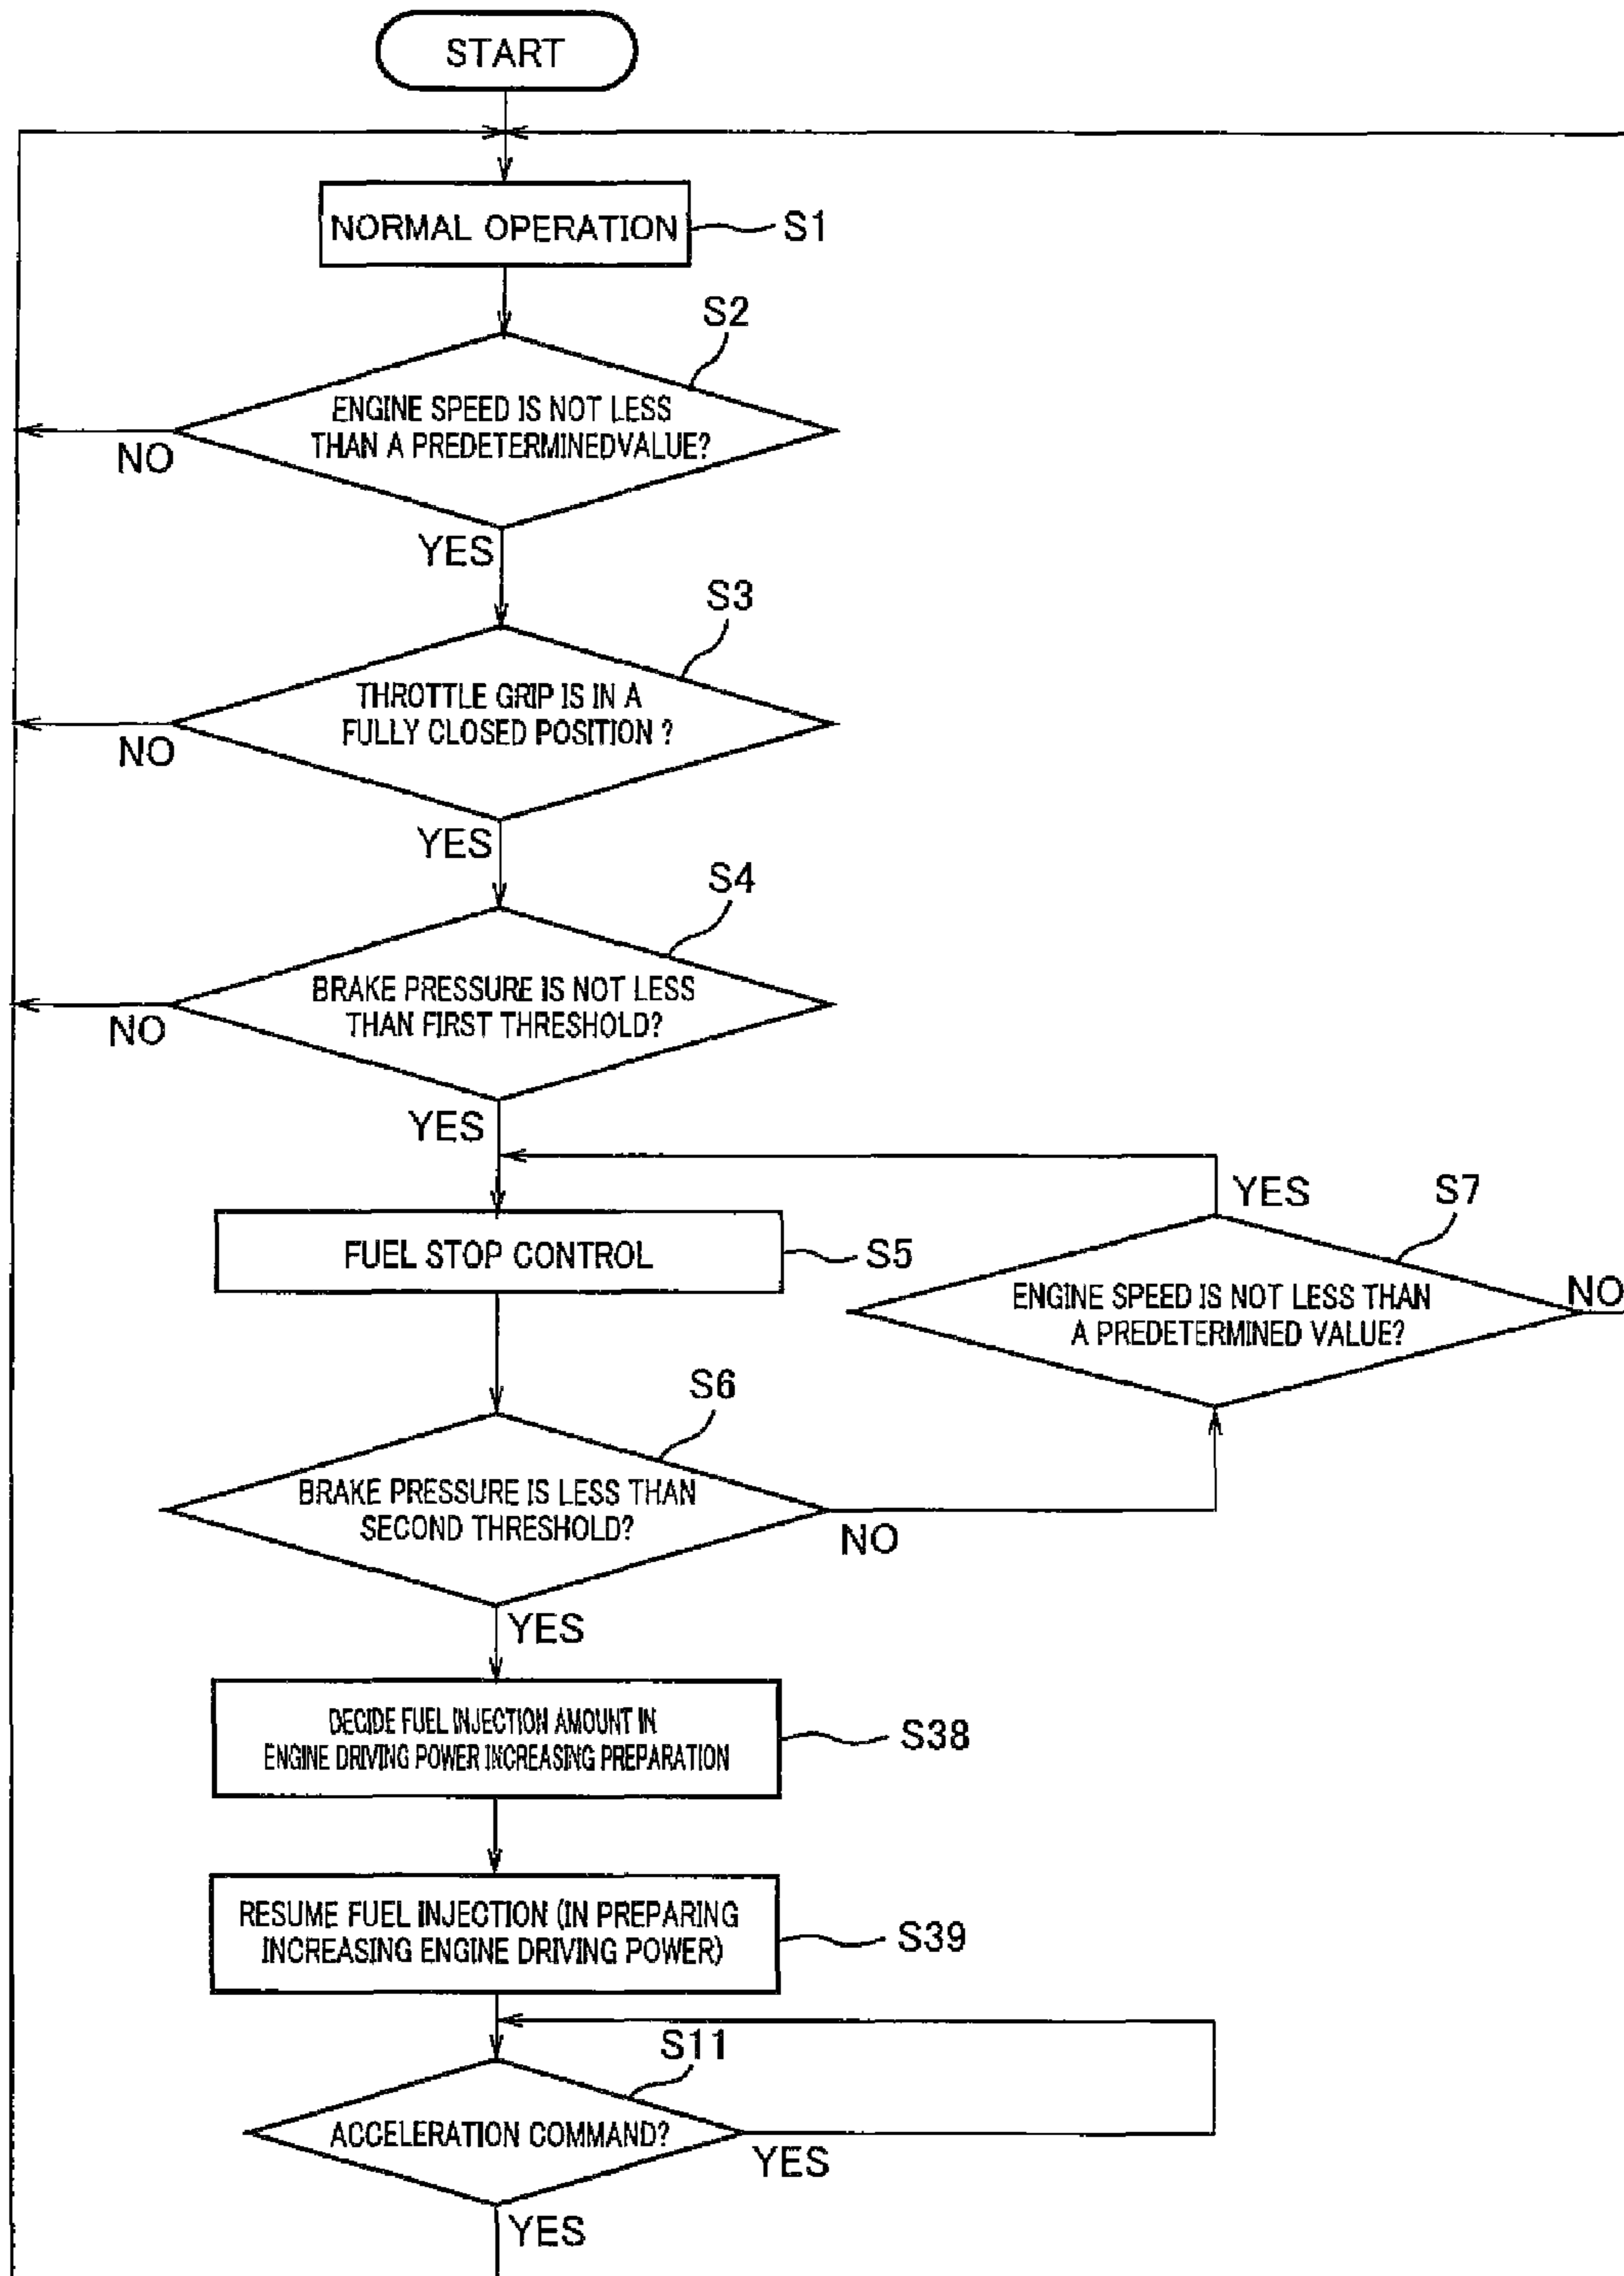 START
NORMAL OPERATION
S1
S2
ENGINE SPEED IS NOT LESS
THAN A PREDETERMINEDVALUE?
NO
YES
S3
THROTTLE GRIP IS IN A
FULLY CLOSED POSITION ?
NO
YES
S4
BRAKE PRESSURE IS NOT LESS
THAN FIRST THRESHOLD?
NO
YES
FUEL STOP CONTROL
S5
YES
S7
ENGINE SPEED IS NOT LESS THAN
A PREDETERMINED VALUE?
NO
S6
BRAKE PRESSURE IS LESS THAN
SECOND THRESHOLD?
NO
YES
DECIDE FUEL INJECTION AMOUNT IN
ENGINE DRIVING POWER INCREASING PREPARATION
S38
RESUME FUEL INJECTION (IN PREPARING
INCREASING ENGINE DRIVING POWER)
S39
S11
ACCELERATION COMMAND?
YES
YES